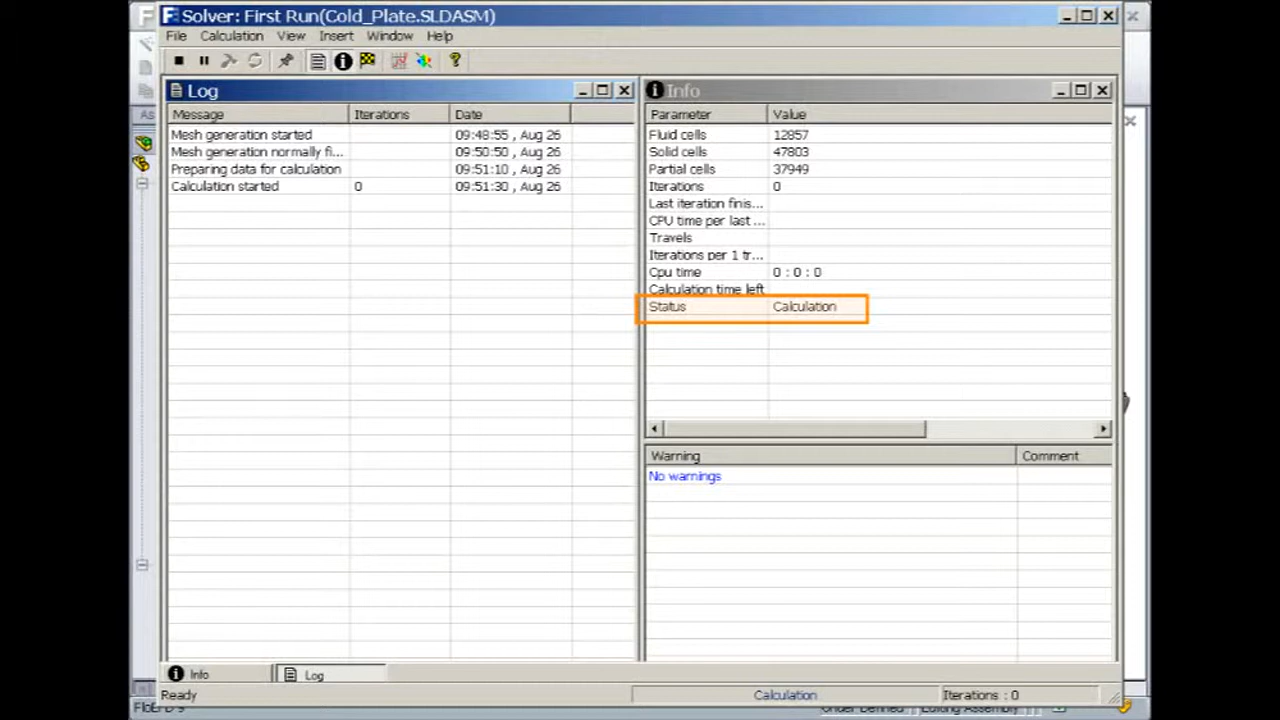 Solver: First Run(Cold_Plate.SLDASM)
File Calculation View Insert Window Help
Log
Message Iterations Date
Mesh generation started 09:48:55 , Aug 26
Mesh generation normally fi... 09:50:50 , Aug 26
Preparing data for calculation 09:51:10 , Aug 26
Calculation started 0 09:51:30 , Aug 26
Info
Parameter Value
Fluid cells 12857
Solid cells 47803
Partial cells 37949
Iterations 0
Last iteration finis...
CPU time per last ...
Travels
Iterations per 1 tr...
Cpu time 0 : 0 : 0
Calculation time left
Status Calculation
Warning Comment
No warnings
Info Log
Ready Calculation Iterations : 0
As
Under Defined Editing Assembly